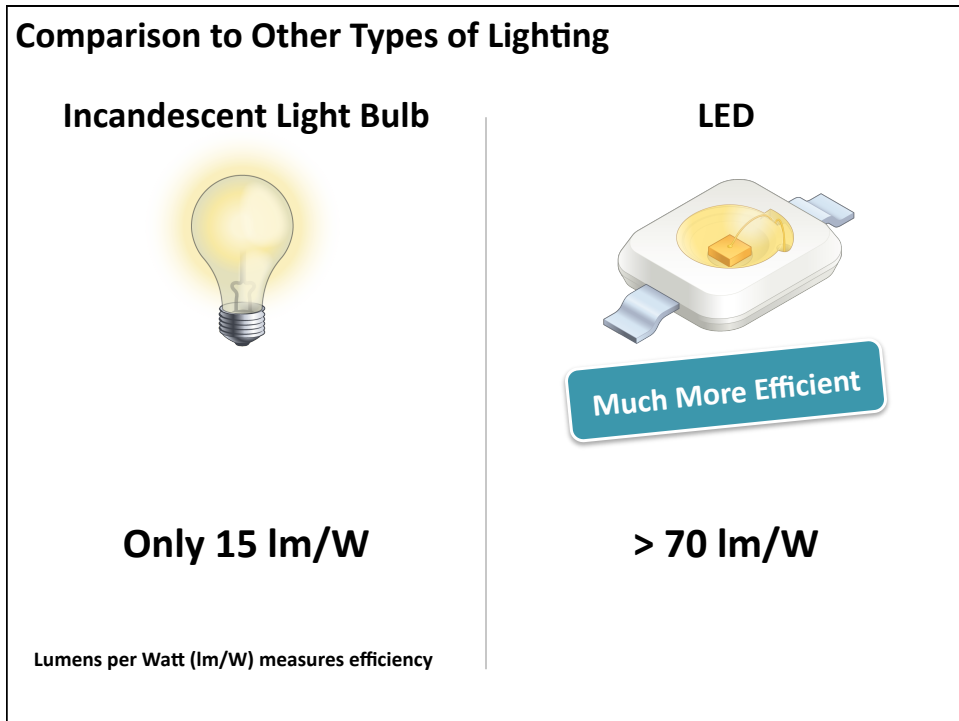 Comparison to Other Types of Lighting
Incandescent Light Bulb
LED
Much More Efficient
Only 15 lm/W
> 70 lm/W
Lumens per Watt (lm/W) measures efficiency